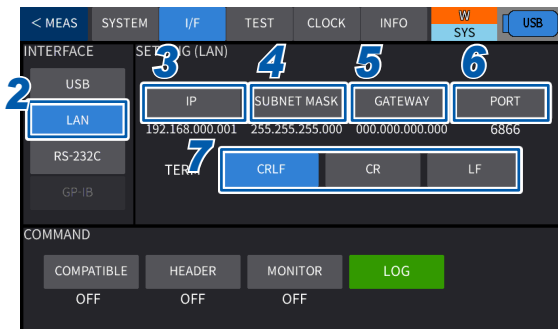 < MEAS SYSTEM I/F TEST CLOCK INFO W SYS USB
INTERFACE SETTING (LAN)
2 3 4 5 6
USB
LAN
IP SUBNET MASK GATEWAY PORT
192.168.000.001 255.255.255.000 000.000.000.000 6866
7
RS-232C
CRLF CR LF
GP-IB
COMMAND
COMPATIBLE HEADER MONITOR LOG
OFF OFF OFF